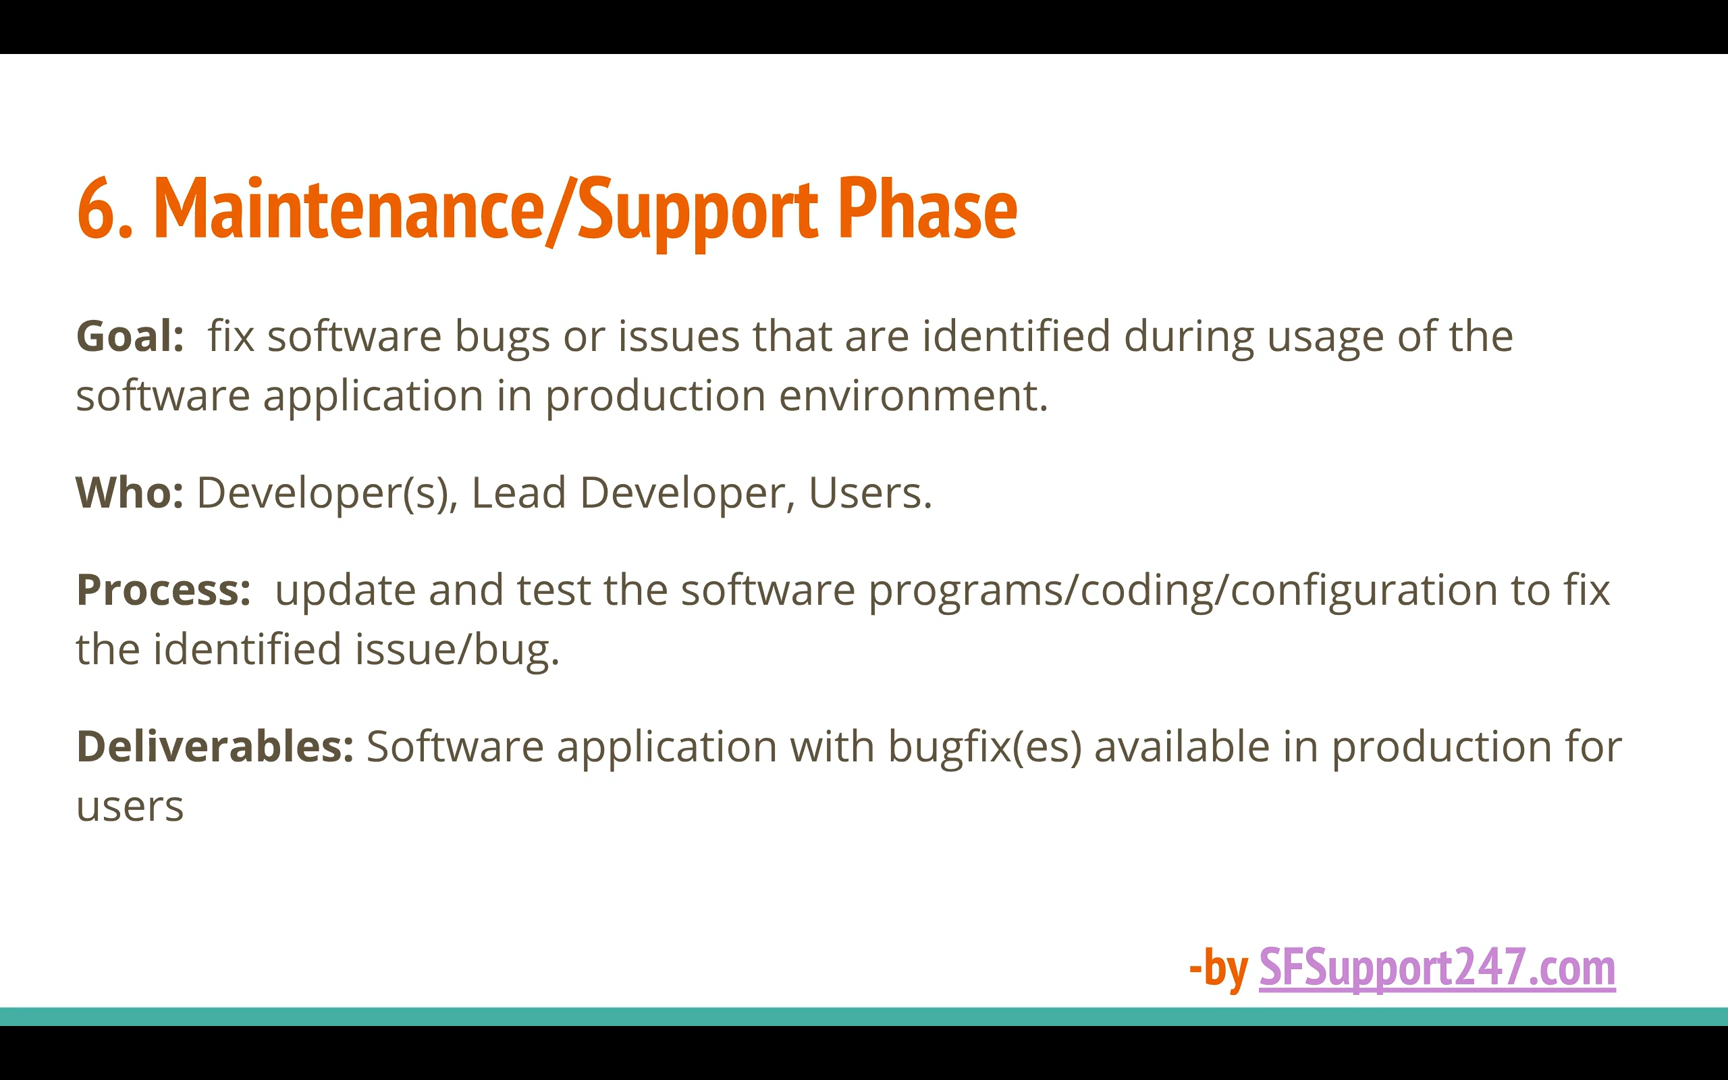 6. Maintenance/Support Phase
Goal:  fix software bugs or issues that are identified during usage of the
software application in production environment.
Who: Developer(s), Lead Developer, Users.
Process:  update and test the software programs/coding/configuration to fix
the identified issue/bug.
Deliverables: Software application with bugfix(es) available in production for
users
-by SFSupport247.com